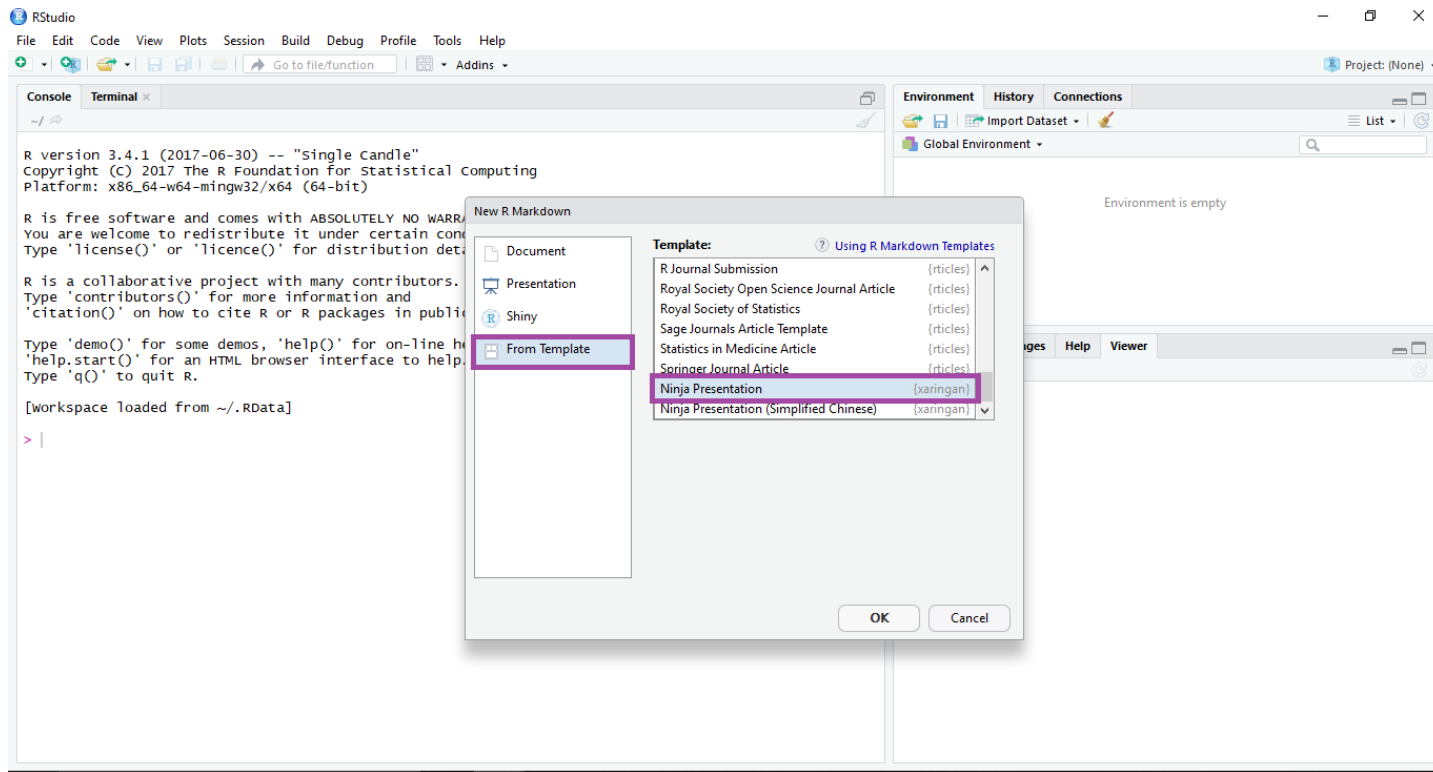 RStudio
File Edit Code View Plots Session Build Debug Profile Tools Help
Go to file/function Addins Project: (None)
Console Terminal
~/
R version 3.4.1 (2017-06-30) -- "Single Candle"
Copyright (C) 2017 The R Foundation for Statistical Computing
Platform: x86_64-w64-mingw32/x64 (64-bit)
R is free software and comes with ABSOLUTELY NO WARRA
You are welcome to redistribute it under certain con
Type 'license()' or 'licence()' for distribution deta
R is a collaborative project with many contributors.
Type 'contributors()' for more information and
'citation()' on how to cite R or R packages in public
Type 'demo()' for some demos, 'help()' for on-line he
'help.start()' for an HTML browser interface to help.
Type 'q()' to quit R.
[Workspace loaded from ~/.RData]
>
New R Markdown
Document
Presentation
R Shiny
From Template
Template: ? Using R Markdown Templates
R Journal Submission {rticles}
Royal Society Open Science Journal Article {rticles}
Royal Society of Statistics {rticles}
Sage Journals Article Template {rticles}
Statistics in Medicine Article {rticles}
Springer Journal Article {rticles}
Ninja Presentation {xaringan}
Ninja Presentation (Simplified Chinese) {xaringan}
OK Cancel
Environment History Connections
Import Dataset List
Global Environment
Environment is empty
ages Help Viewer